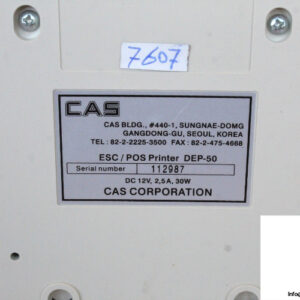 7607
CAS
CAS BLDG., #440-1, SUNGNAE-DOMG
GANGDONG-GU, SEOUL, KOREA
TEL : 82-2-2225-3500 FAX : 82-2-475-4668
ESC / POS Printer DEP-50
Serial number 112987
DC 12V, 2,5A, 30W
CAS CORPORATION